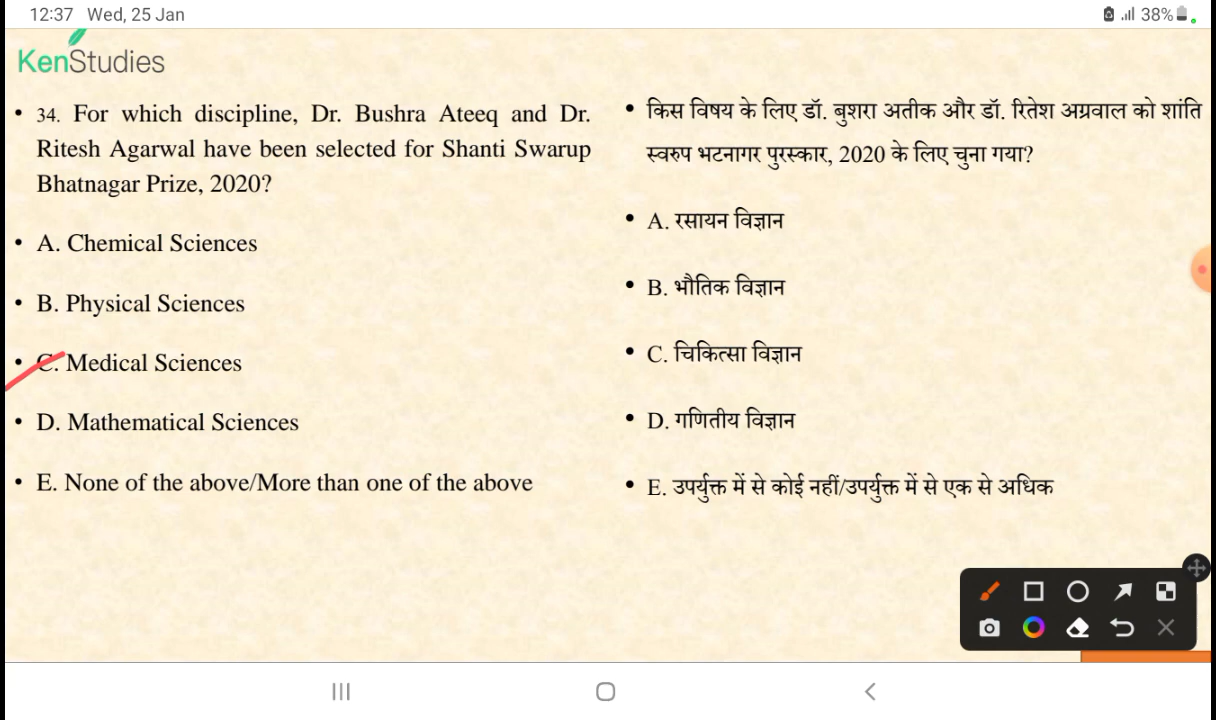 12:37 Wed, 25 Jan
38%
KenStudies
• 34. For which discipline, Dr. Bushra Ateeq and Dr.
Ritesh Agarwal have been selected for Shanti Swarup
Bhatnagar Prize, 2020?
• A. Chemical Sciences
• B. Physical Sciences
• C. Medical Sciences
• D. Mathematical Sciences
• E. None of the above/More than one of the above
• किस विषय के लिए डॉ. बुशरा अतीक और डॉ. रितेश अग्रवाल को शांति
स्वरुप भटनागर पुरस्कार, 2020 के लिए चुना गया?
• A. रसायन विज्ञान
• B. भौतिक विज्ञान
• C. चिकित्सा विज्ञान
• D. गणितीय विज्ञान
• E. उपर्युक्त में से कोई नहीं/उपर्युक्त में से एक से अधिक